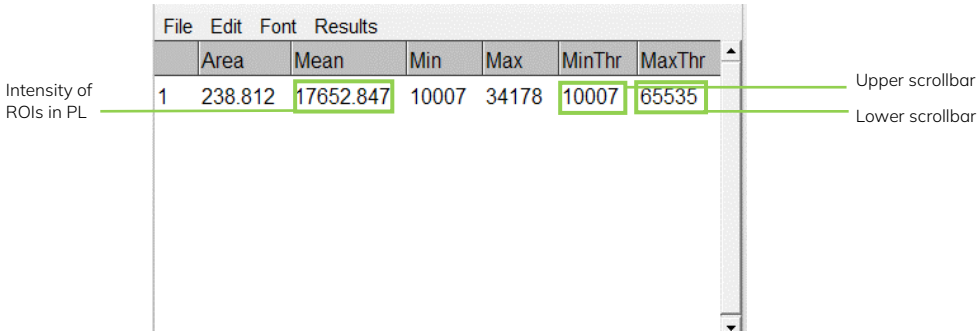 File Edit Font Results
Area Mean Min Max MinThr MaxThr
Intensity of
ROIs in PL
1 238.812 17652.847 10007 34178 10007 65535
Upper scrollbar
Lower scrollbar